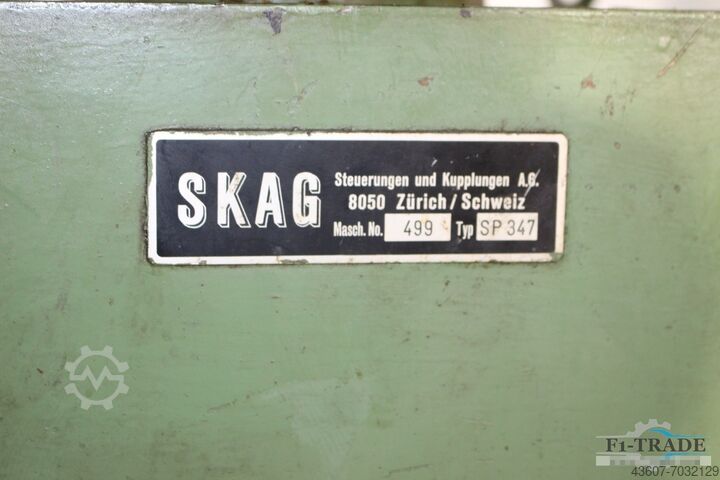 SKAG
Steuerungen und Kupplungen A.G.
8050 Zürich/Schweiz
Masch. No. 499 Typ SP 347
F1-TRADE
43607-7032129